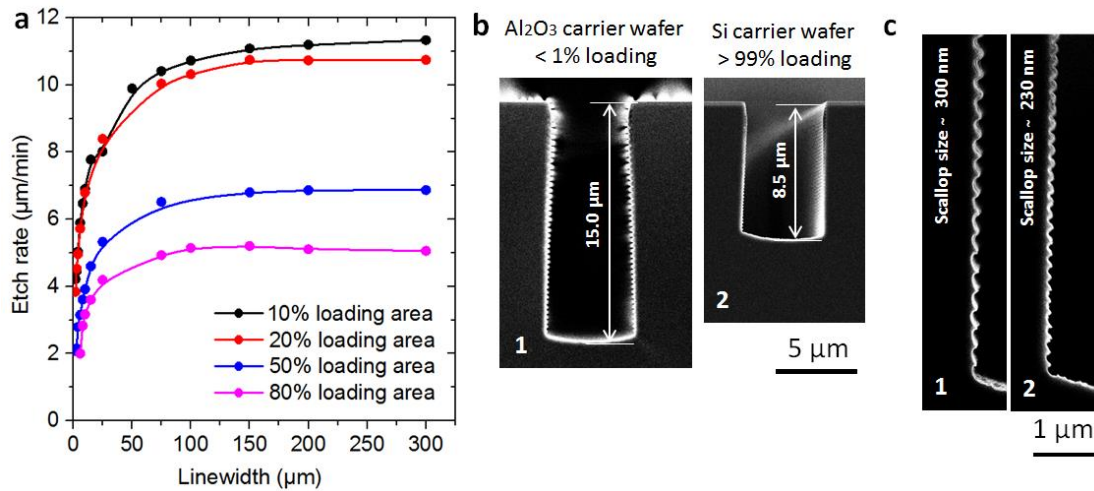 a
Etch rate (µm/min)
12
10
8
6
4
2
0
0
50
100
150
200
250
300
Linewidth (µm)
10% loading area
20% loading area
50% loading area
80% loading area
b
Al2O3 carrier wafer
< 1% loading
15.0 µm
1
Si carrier wafer
> 99% loading
8.5 µm
2
5 µm
c
Scallop size ~ 300 nm
1
Scallop size ~ 230 nm
2
1 µm